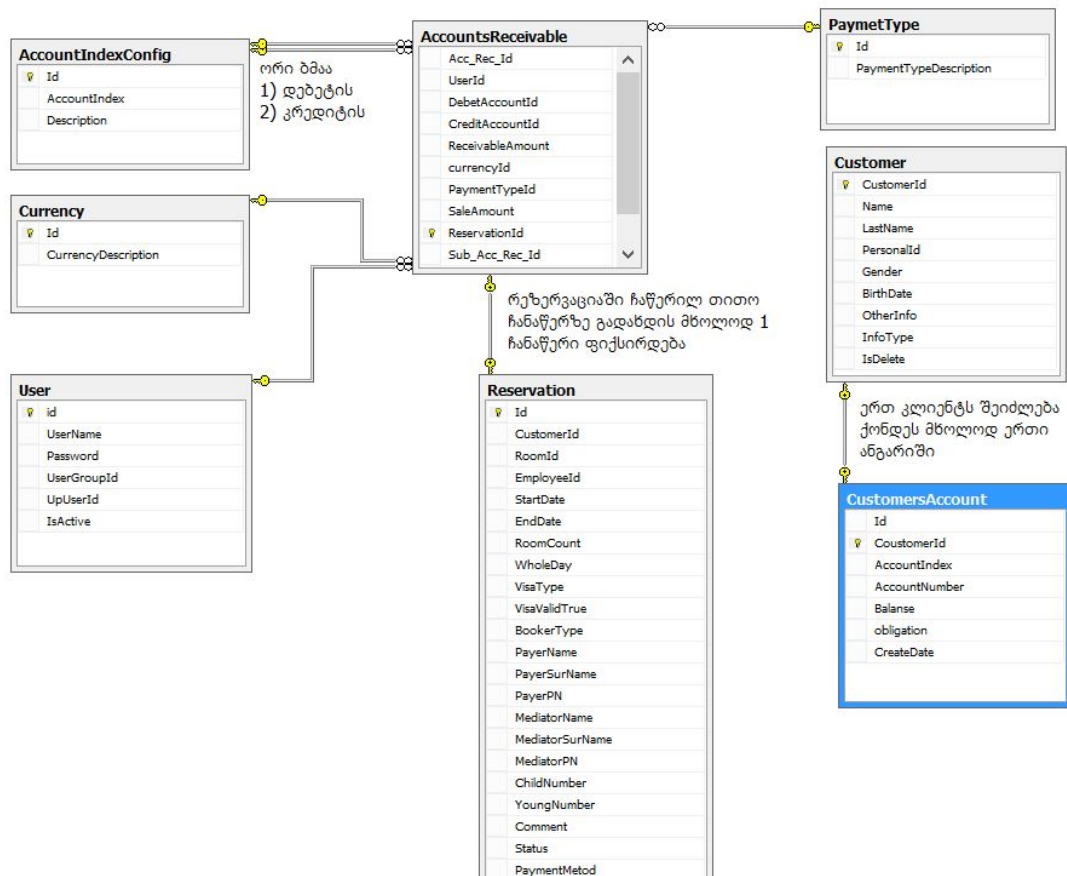 AccountIndexConfig
Id
AccountIndex
Description
ორი ბმაა
1) დებეტის
2) კრედიტის
AccountsReceivable
Acc_Rec_Id
UserId
DebetAccountId
CreditAccountId
ReceivableAmount
currencyId
PaymentTypeId
SaleAmount
ReservationId
Sub_Acc_Rec_Id
PaymetType
Id
PaymentTypeDescription
Currency
Id
CurrencyDescription
Customer
CustomerId
Name
LastName
PersonalId
Gender
BirthDate
OtherInfo
InfoType
IsDelete
რეზერვაციაში ჩაწერილ თითო
ჩანაწერზე გადახდის მხოლოდ 1
ჩანაწერი ფიქსირდება
User
id
UserName
Password
UserGroupId
UpUserId
IsActive
Reservation
Id
CustomerId
RoomId
EmployeeId
StartDate
EndDate
RoomCount
WholeDay
VisaType
VisaValidTrue
BookerType
PayerName
PayerSurName
PayerPN
MediatorName
MediatorSurName
MediatorPN
ChildNumber
YoungNumber
Comment
Status
PaymentMetod
ერთ კლიენტს შეიძლება
ქონდეს მხოლოდ ერთი
ანგარიში
CustomersAccount
Id
CoustomerId
AccountIndex
AccountNumber
Balanse
obligation
CreateDate